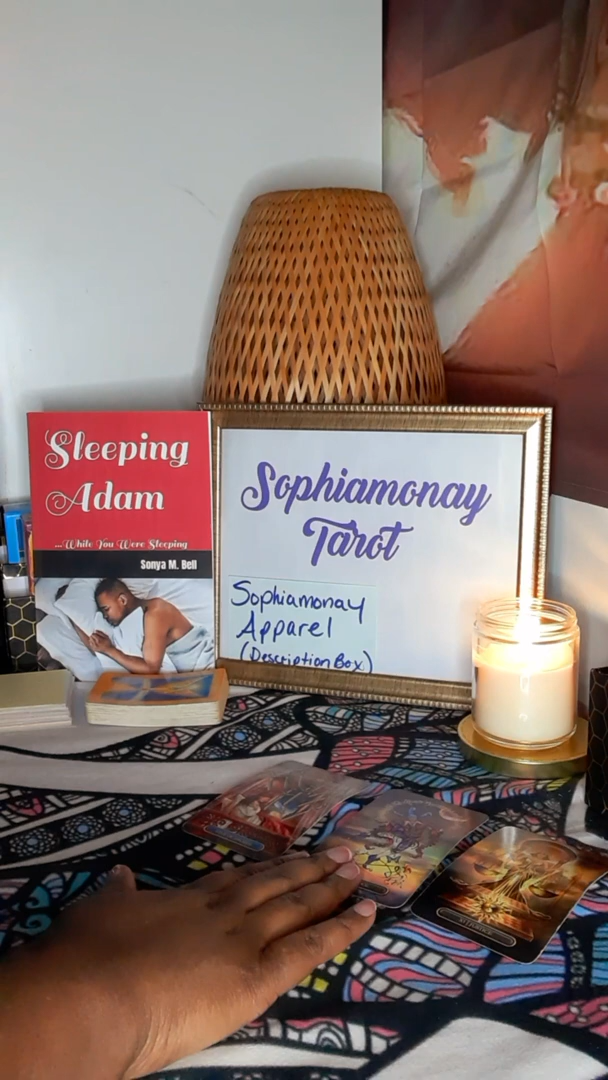 Sleeping
Adam
...While You Were Sleeping
Sonya M. Bell
Sophiamonay
Tarot
Sophiamonay
Apparel
(Description Box)